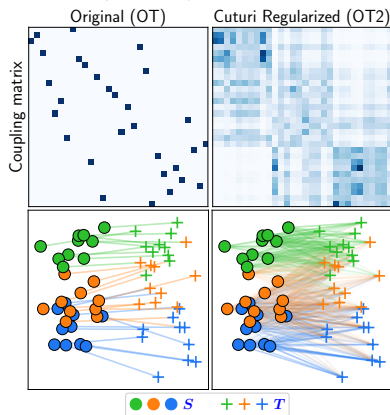 Original (OT)
Cuturi Regularized (OT2)
Coupling matrix
S
T